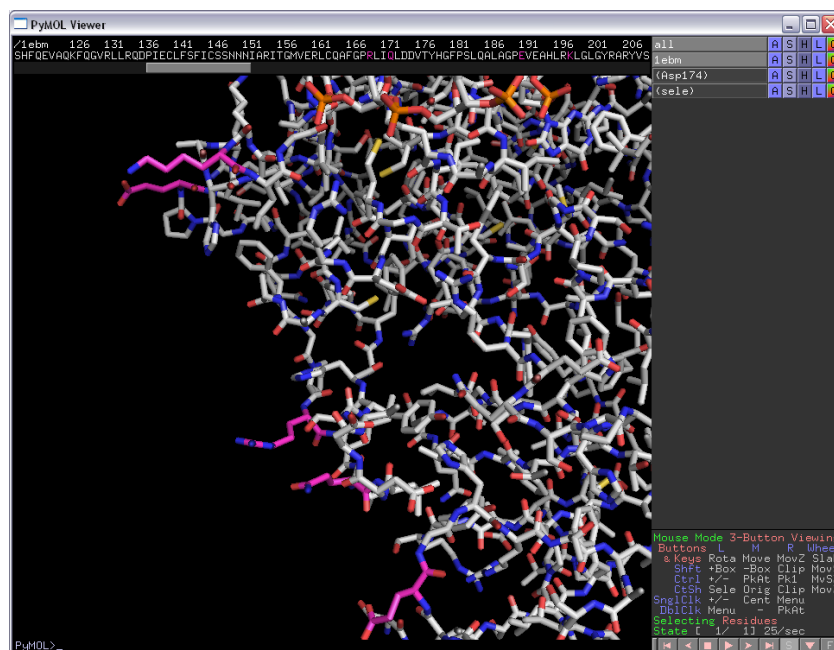 PyMOL Viewer
/1ebm 126 131 136 141 146 151 156 161 166 171 176 181 186 191 196 201 206
SHFQEVAQKFQGVRLLRQDPIECLFSFICSSNNNIARITGMVERLCQAFGPRLIQLDDVTYHGFPSLQALAGPEVEAHLRKLGLGYRARYVS
all A S H L C
1ebm A S H L C
(Asp174) A S H L C
(sele) A S H L C
Mouse Mode 3-Button Viewin
Buttons L M R Whee
& Keys Rota Move MovZ Sla
Shft +Box -Box Clip Mov
Ctrl +/- PkAt Pk1 MvS
CtSh Sele Orig Clip Mov
SnglClk +/- Cent Menu
DblClk Menu - PkAt
Selecting Residues
State [ 1/ 1] 25/sec
S F
PyMOL>_